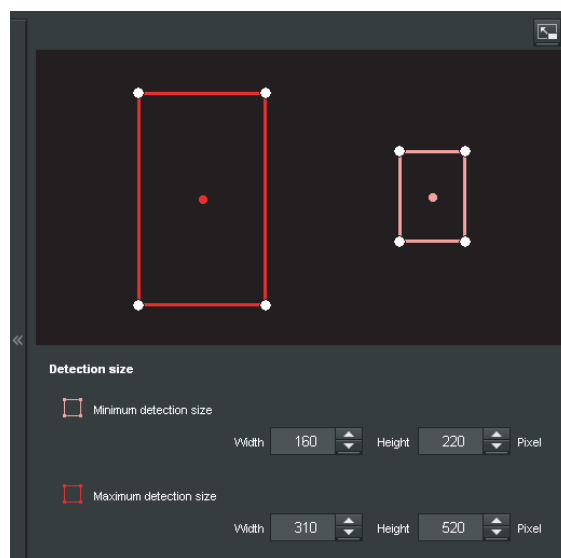 Detection size
Minimum detection size
Width 160 Height 220 Pixel
Maximum detection size
Width 310 Height 520 Pixel